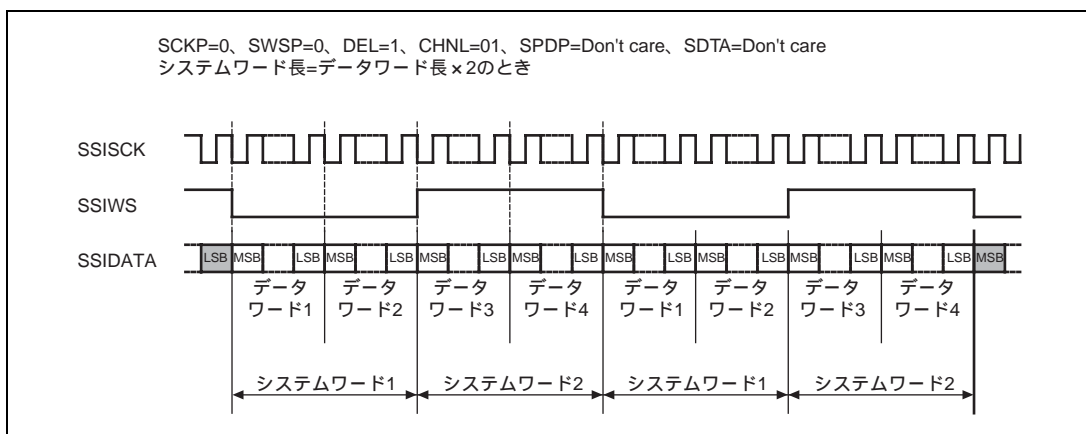 SCKP=0、SWSP=0、DEL=1、CHNL=01、SPDP=Don't care、SDTA=Don't care
システムワード長=データワード長×2のとき
SSISCK
SSIWS
SSIDATA
LSB MSB LSB MSB LSB MSB LSB MSB LSB MSB LSB MSB LSB MSB LSB MSB LSB MSB
データ データ データ データ データ データ データ データ
ワード1 ワード2 ワード3 ワード4 ワード1 ワード2 ワード3 ワード4
システムワード1 システムワード2 システムワード1 システムワード2